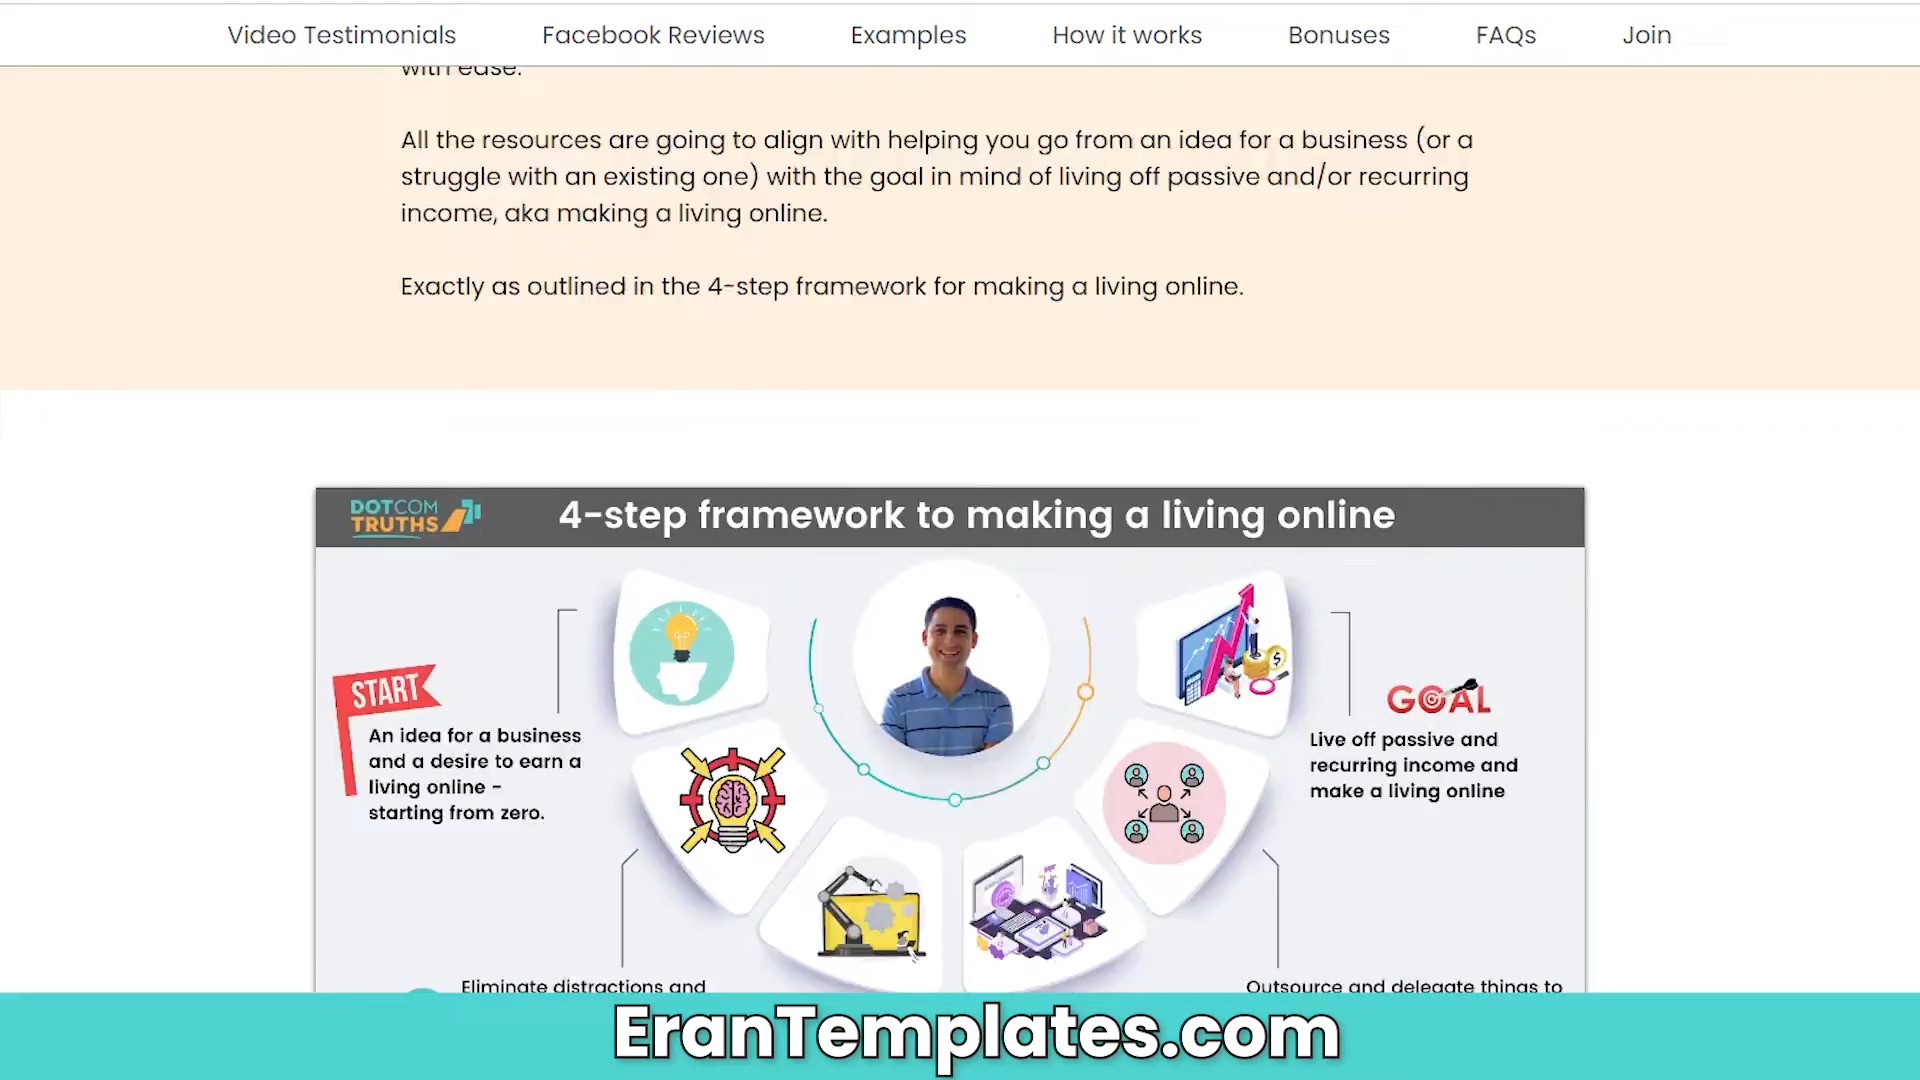 Video Testimonials Facebook Reviews Examples How it works Bonuses FAQs Join
with ease.
All the resources are going to align with helping you go from an idea for a business (or a
struggle with an existing one) with the goal in mind of living off passive and/or recurring
income, aka making a living online.
Exactly as outlined in the 4-step framework for making a living online.
DOTCOM
TRUTHS
4-step framework to making a living online
START
An idea for a business
and a desire to earn a
living online -
starting from zero.
GOAL
Live off passive and
recurring income and
make a living online
Eliminate distractions and
Outsource and delegate things to
EranTemplates.com